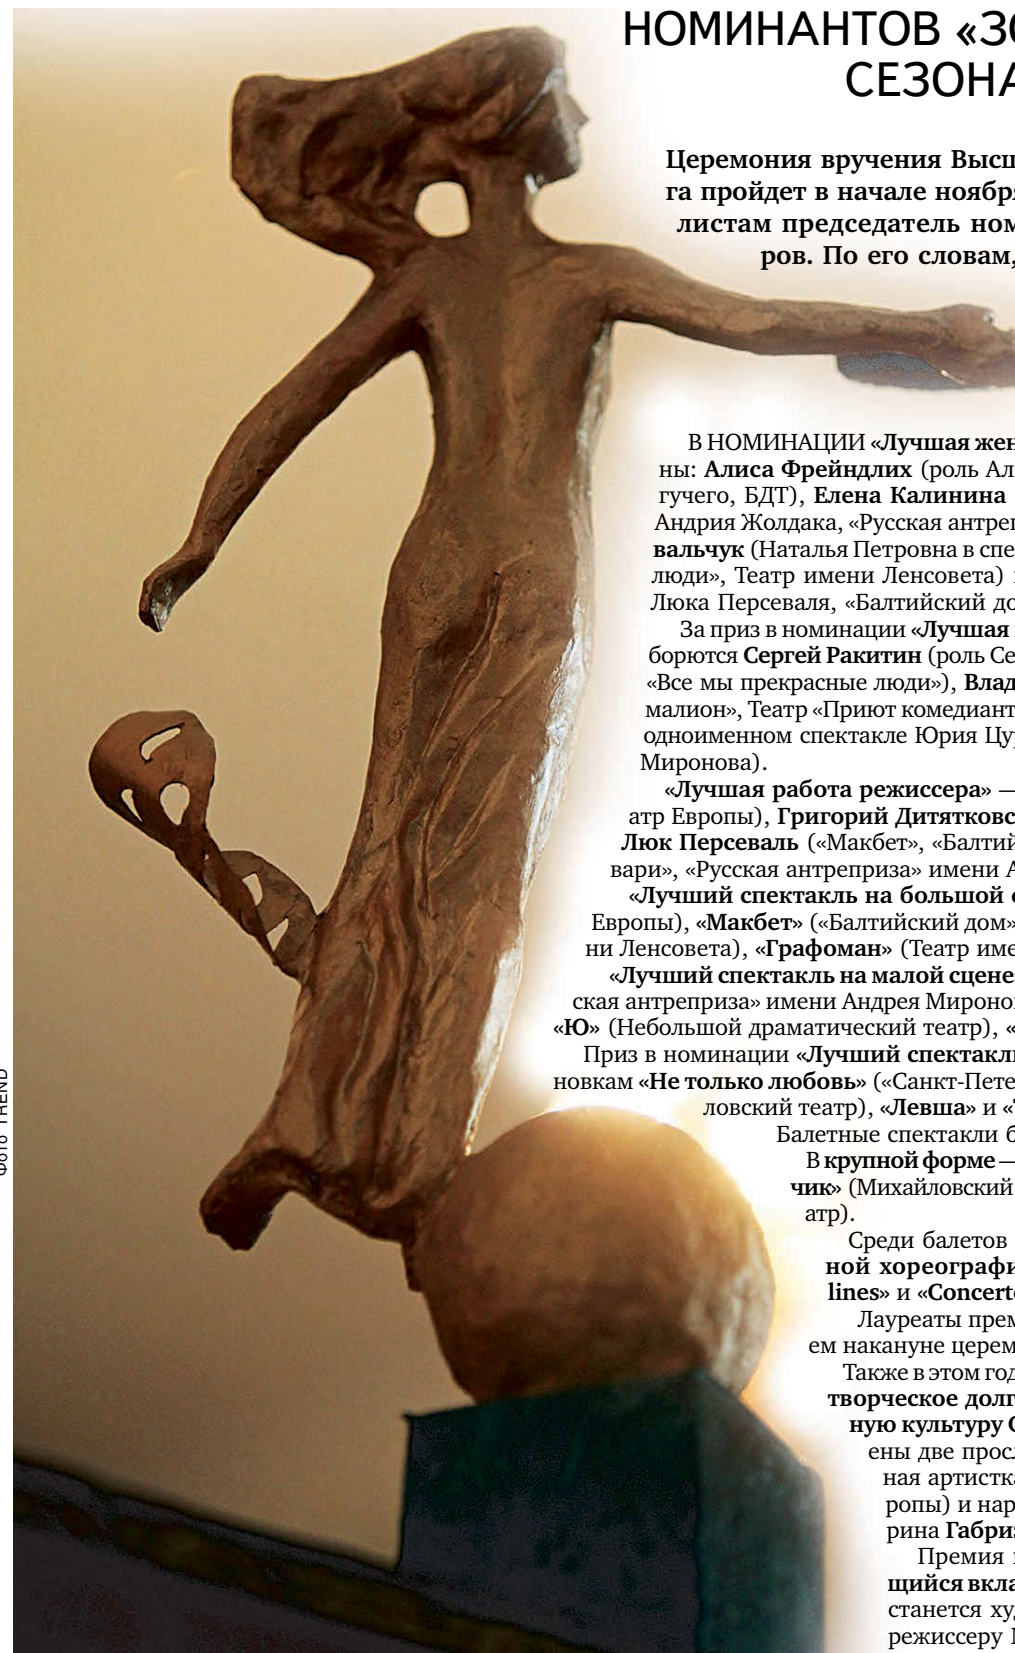 НОМИНАНТОВ «ЗО
СЕЗОНА
Церемония вручения Высш
га пройдет в начале ноябр
листам председатель ном
ров. По его словам,
В НОМИНАЦИИ «Лучшая жен
ны: Алиса Фрейндлих (роль Ал
гучего, БДТ), Елена Калинина
Андрия Жолдака, «Русская антреп
вальчук (Наталья Петровна в спе
люди», Театр имени Ленсовета)
Люка Персеваля, «Балтийский до
За приз в номинации «Лучшая
борются Сергей Ракитин (роль Се
«Все мы прекрасные люди»), Влад
малион», Театр «Приют комедиант
одноименном спектакле Юрия Цу
Миронова).
«Лучшая работа режиссера» —
атр Европы), Григорий Дитятковс
Люк Персеваль («Макбет», «Балтий
вари», «Русская антреприза» имени А
«Лучший спектакль на большой с
Европы), «Макбет» («Балтийский дом»
ни Ленсовета), «Графоман» (Театр име
«Лучший спектакль на малой сцене
ская антреприза» имени Андрея Мироно
«Ю» (Небольшой драматический театр), «
Приз в номинации «Лучший спектакль
новкам «Не только любовь» («Санкт-Пете
ловский театр), «Левша» и «
Балетные спектакли б
В крупной форме —
чик» (Михайловский
атр).
Среди балетов
ной хореографи
lines» и «Concerto
Лауреаты прем
ем накануне церем
Также в этом год
творческое долг
ную культуру С
ены две просл
ная артистка
ропы) и нар
рина Габриэ
Премия
щийся вкла
станется ху
режиссеру М
Фото TREND